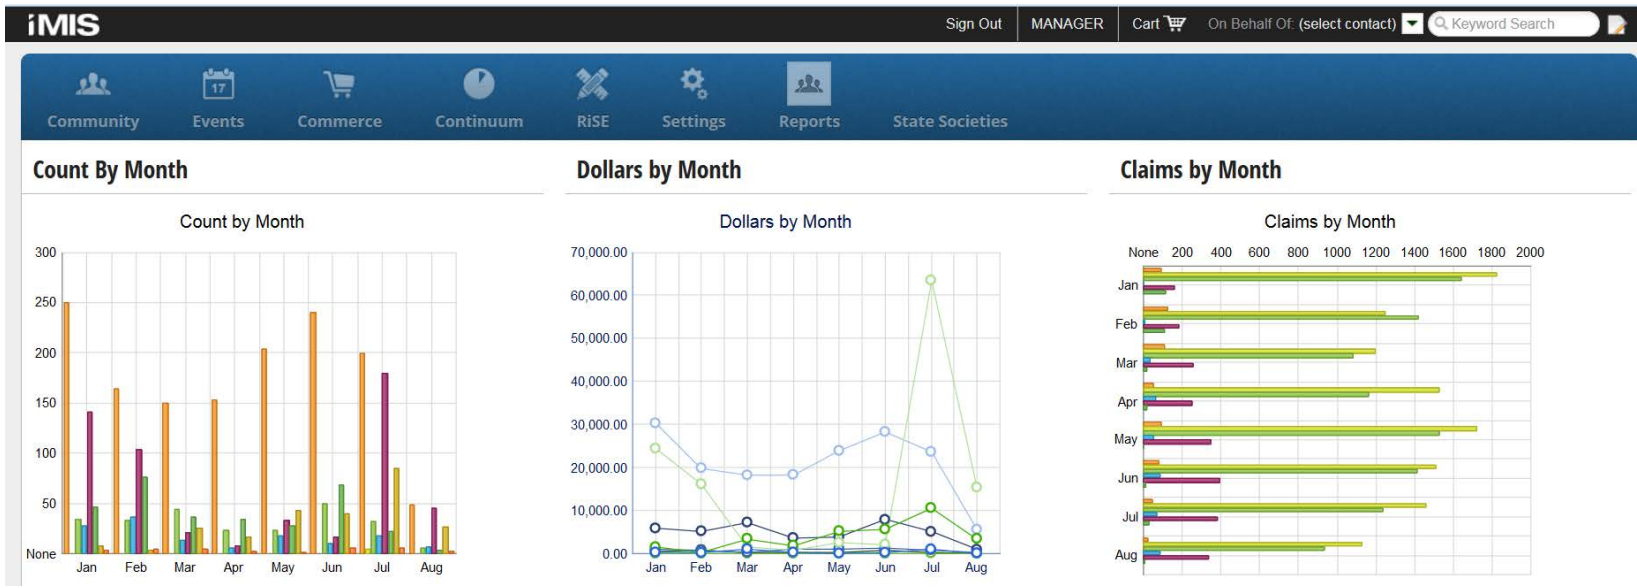 iMIS
Sign Out MANAGER Cart On Behalf Of: (select contact) Keyword Search
17
Community Events Commerce Continuum RiSE Settings Reports State Societies
Count By Month
Count by Month
300
250
200
150
100
50
None
Jan Feb Mar Apr May Jun Jul Aug
Dollars by Month
Dollars by Month
70,000.00
60,000.00
50,000.00
40,000.00
30,000.00
20,000.00
10,000.00
0.00
Jan Feb Mar Apr May Jun Jul Aug
Claims by Month
Claims by Month
None 200 400 600 800 1000 1200 1400 1600 1800 2000
Jan
Feb
Mar
Apr
May
Jun
Jul
Aug